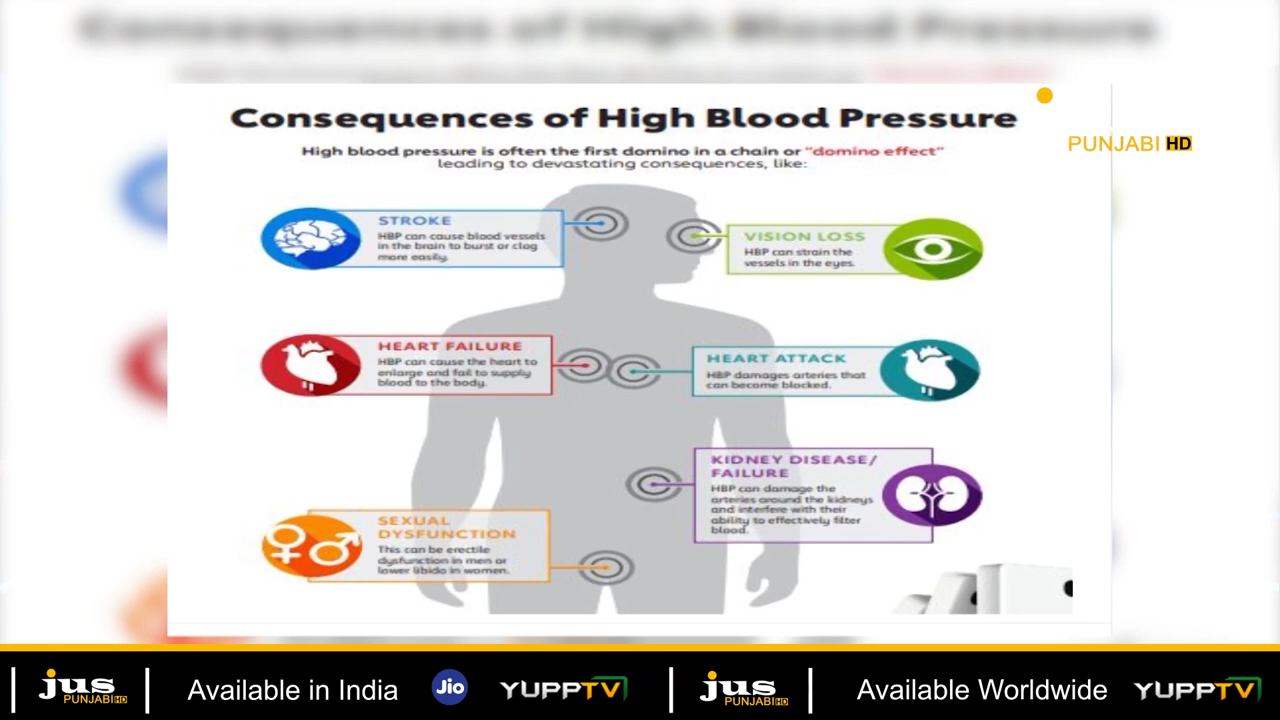 Consequences of High Blood Pressure
PUNJABI HD
High blood pressure is often the first domino in a chain or "domino effect"
leading to devastating consequences, like:
STROKE
HBP can cause blood vessels
in the brain to burst or clog
more easily.
VISION LOSS
HBP can strain the
vessels in the eyes.
HEART FAILURE
HBP can cause the heart to
enlarge and fail to supply
blood to the body.
HEART ATTACK
HBP damages arteries that
can become blocked.
KIDNEY DISEASE/
FAILURE
HBP can damage the
arteries around the kidneys
and interfere with their
ability to effectively filter
blood.
SEXUAL
DYSFUNCTION
This can be erectile
dysfunction in men or
lower libido in women.
jus
PUNJABI HD
Available in India
Jio
YUPPTV
jus
PUNJABI HD
Available Worldwide
YUPPTV